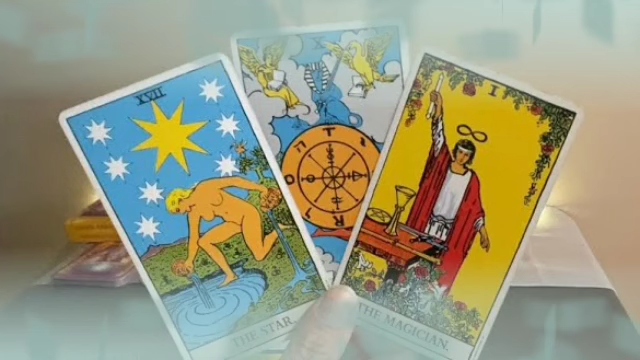 XVII
THE STAR.
X
T
O
R
I
THE MAGICIAN.